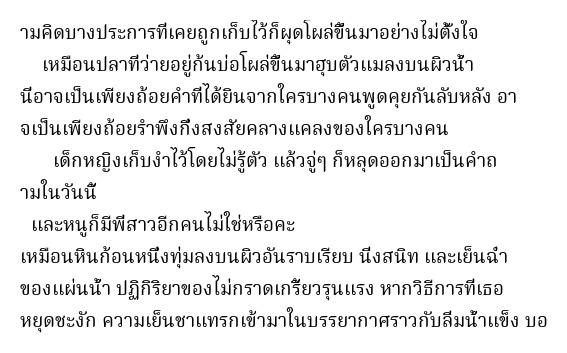 ามคิดบางประการที่เคยถูกเก็บไว้ก็ผุดโผล่ขึ้นมาอย่างไม่ตั้งใจ
เหมือนปลาที่ว่ายอยู่ก้นบ่อโผล่ขึ้นมาฮุบตัวแมลงบนผิวน้ำ
นี่อาจเป็นเพียงถ้อยคำที่ได้ยินจากใครบางคนพูดคุยกันลับหลัง อา
จเป็นเพียงถ้อยรำพึงกึ่งสงสัยคลางแคลงของใครบางคน
เด็กหญิงเก็บงำไว้โดยไม่รู้ตัว แล้วจู่ๆ ก็หลุดออกมาเป็นคำถ
ามในวันนี้
และหนูก็มีพี่สาวอีกคนไม่ใช่หรือคะ
เหมือนหินก้อนหนึ่งทุ่มลงบนผิวอันราบเรียบ นิ่งสนิท และเย็นฉ่ำ
ของแผ่นน้ำ ปฏิกิริยาของไม่กราดเกรี้ยวรุนแรง หากวิธีการที่เธอ
หยุดชะงัก ความเย็นชาแทรกเข้ามาในบรรยากาศราวกับลิ่มน้ำแข็ง บอ